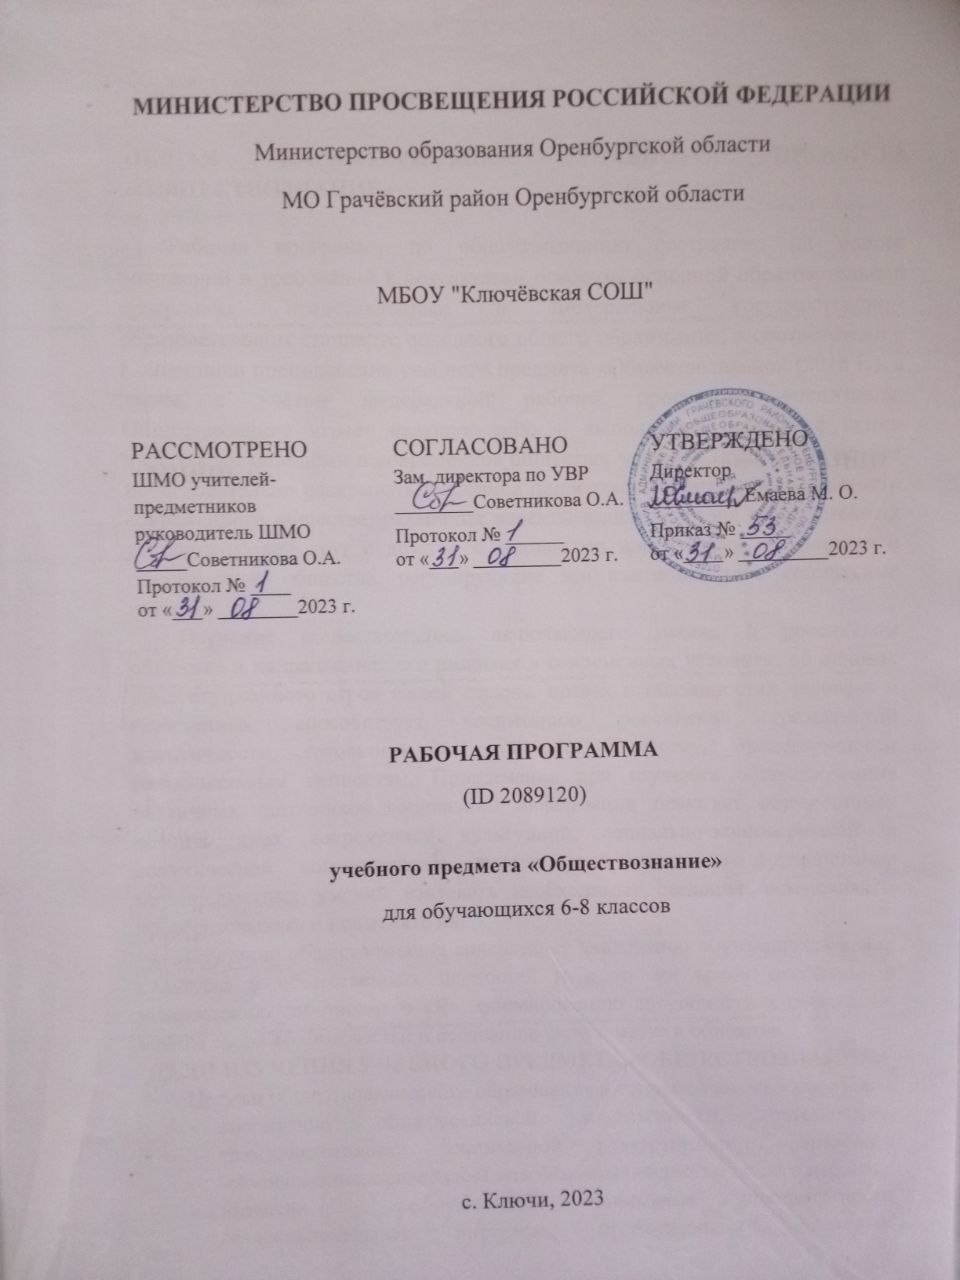 МИНИСТЕРСТВО ПРОСВЕЩЕНИЯ РОССИЙСКОЙ ФЕДЕРАЦИИ
Министерство образования Оренбургской области
МО Грачёвский район Оренбургской области
МБОУ "Ключёвская СОШ"
РАССМОТРЕНО
ШМО учителей-
предметников
руководитель ШМО
Советникова О.А.
Протокол № 1
от «31» 08 2023 г.
СОГЛАСОВАНО
Зам. директора по УВР
Советникова О.А.
Протокол № 1
от «31» 08 2023 г.
УТВЕРЖДЕНО
Директор
Емаева М. О.
Приказ № 53
от «31» 08 2023 г.
РАБОЧАЯ ПРОГРАММА
(ID 2089120)
учебного предмета «Обществознание»
для обучающихся 6-8 классов
с. Ключи, 2023